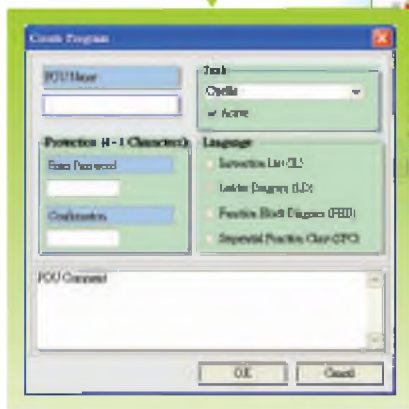 Create Program
POU Name
Task
Cyclic
Active
Protection (4 - 1 Characters)
Enter Password
Confirmation
Language
Instruction List (IL)
Ladder Diagram (LD)
Function Block Diagram (FBD)
Sequential Function Chart (SFC)
POU Comment
OK
Cancel